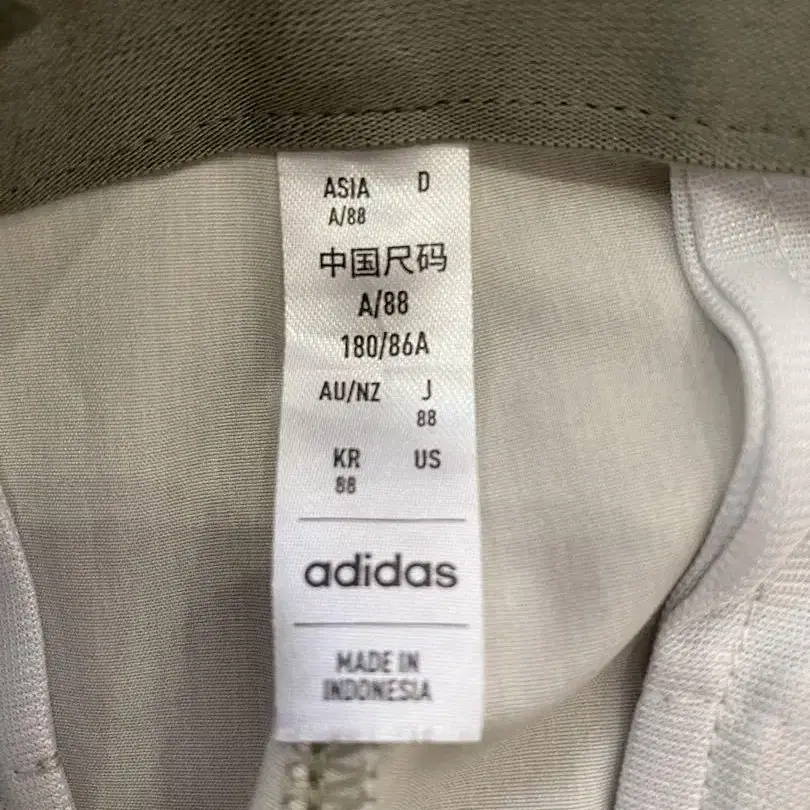 ASIA D
A/88
中国尺码
A/88
180/86A
AU/NZ J
88
KR US
88
adidas
MADE IN
INDONESIA